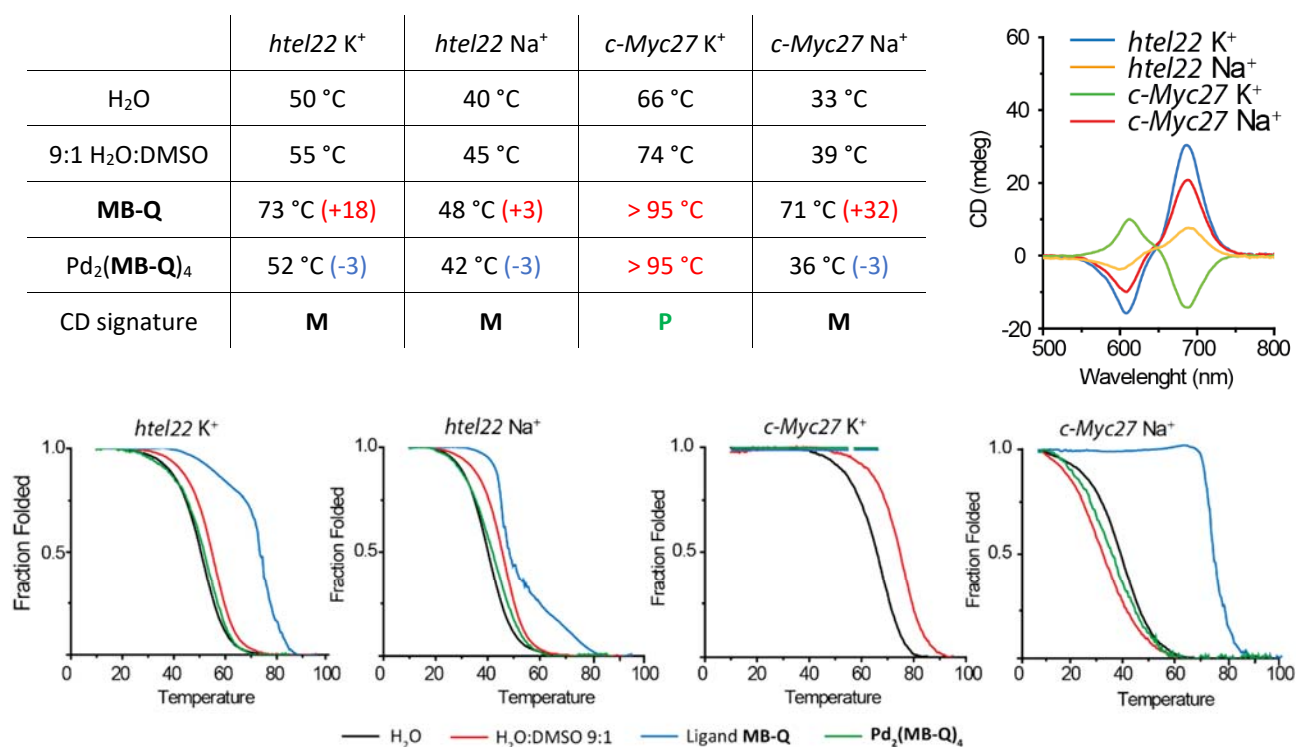 htel22 K+ htel22 Na+ c-Myc27 K+ c-Myc27 Na+
H2O 50 °C 40 °C 66 °C 33 °C
9:1 H2O:DMSO 55 °C 45 °C 74 °C 39 °C
MB-Q 73 °C (+18) 48 °C (+3) > 95 °C 71 °C (+32)
Pd2(MB-Q)4 52 °C (-3) 42 °C (-3) > 95 °C 36 °C (-3)
CD signature M M P M
htel22 K+
htel22 Na+
c-Myc27 K+
c-Myc27 Na+
CD (mdeg)
60
40
20
0
-20
500 600 700 800
Wavelenght (nm)
htel22 K+
Fraction Folded
1.0
0.5
0 20 40 60 80 100
Temperature
htel22 Na+
Fraction Folded
1.0
0.5
0 20 40 60 80 100
Temperature
c-Myc27 K+
Fraction Folded
1.0
0.5
0 20 40 60 80 100
Temperature
c-Myc27 Na+
Fraction Folded
1.0
0.5
20 40 60 80 100
Temperature
H2O H2O:DMSO 9:1 Ligand MB-Q Pd2(MB-Q)4